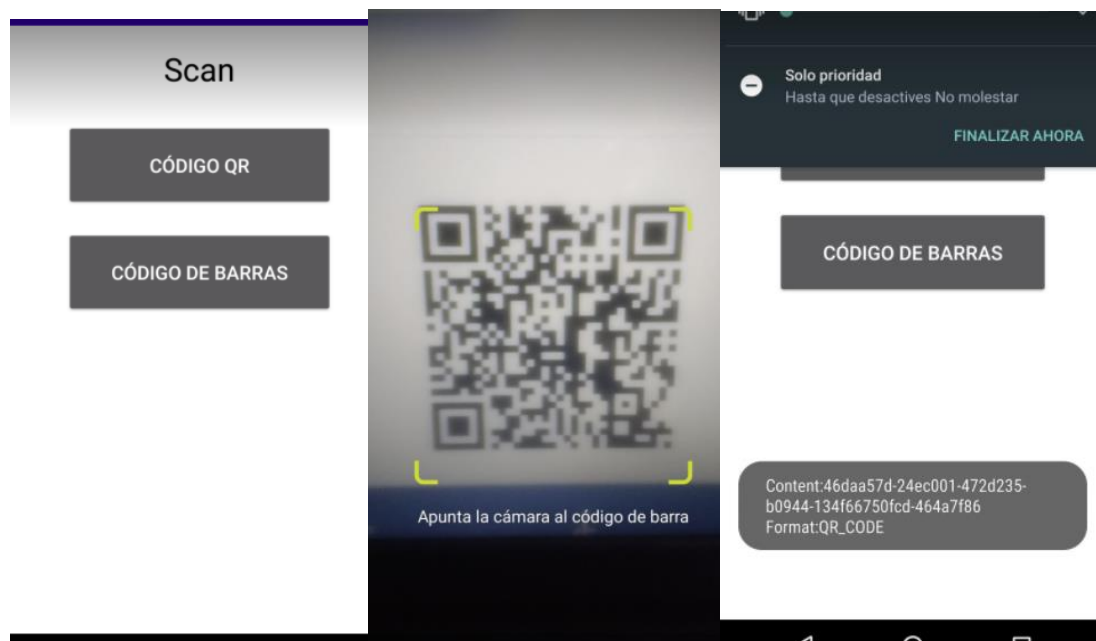 Scan
CÓDIGO QR
CÓDIGO DE BARRAS
Apunta la cámara al código de barra
Solo prioridad
Hasta que desactives No molestar
FINALIZAR AHORA
CÓDIGO DE BARRAS
Content:46daa57d-24ec001-472d235-
b0944-134f66750fcd-464a7f86
Format:QR_CODE